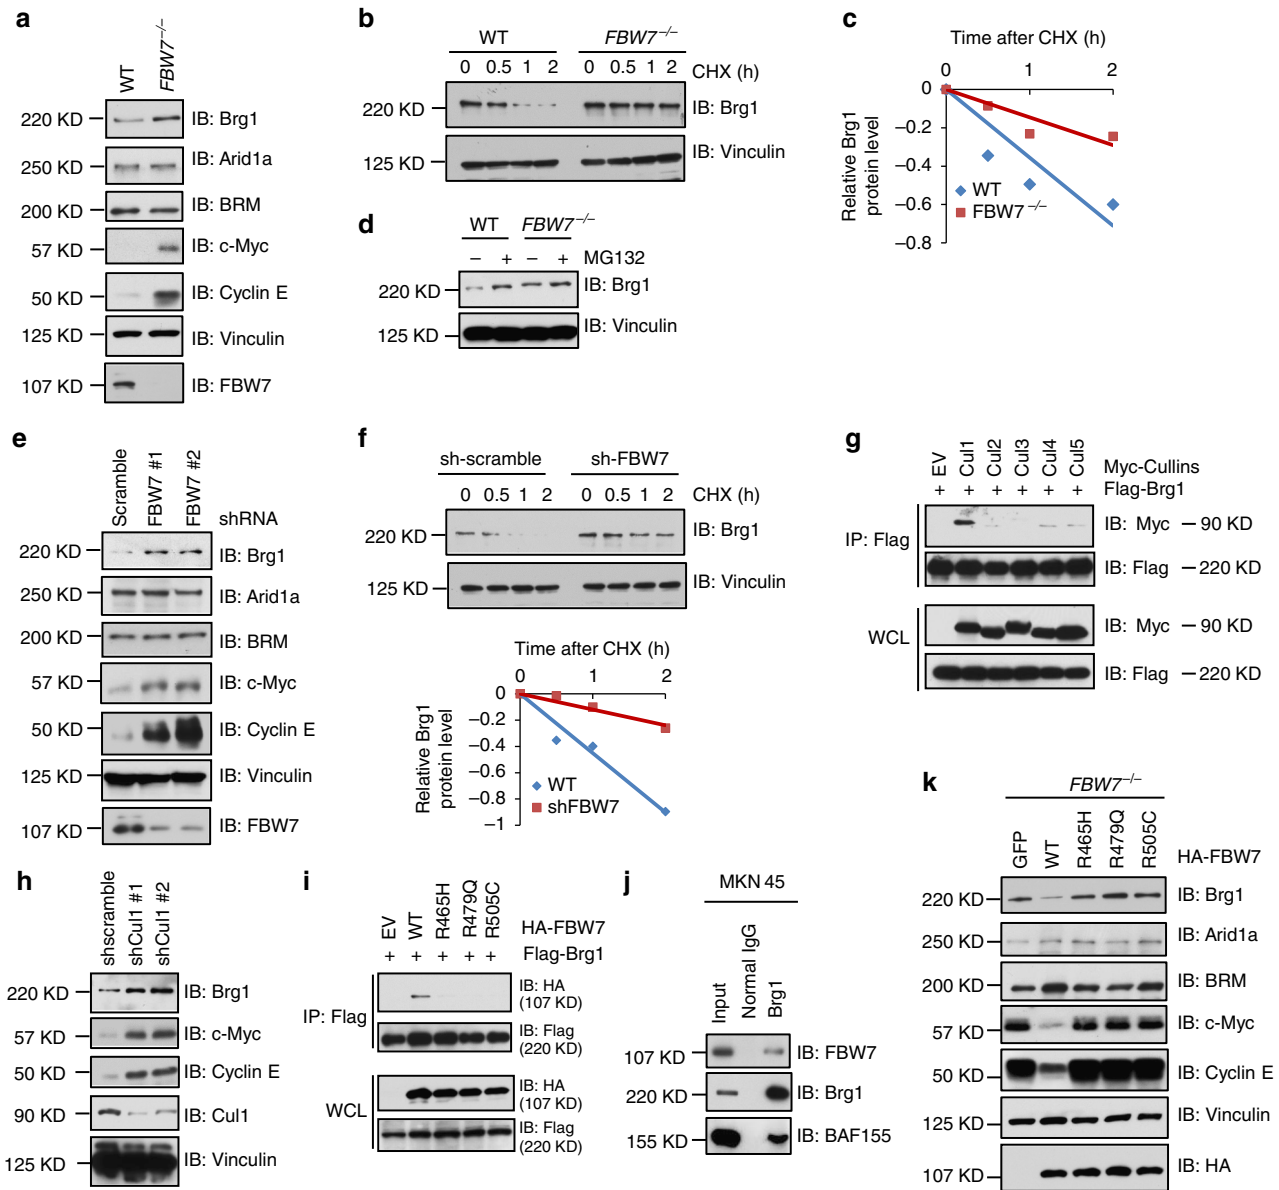 a
WT
FBW7–/–
220 KD
IB: Brg1
250 KD
IB: Arid1a
200 KD
IB: BRM
57 KD
IB: c-Myc
50 KD
IB: Cyclin E
125 KD
IB: Vinculin
107 KD
IB: FBW7
b
WT
FBW7–/–
0 0.5 1 2 0 0.5 1 2 CHX (h)
220 KD
IB: Brg1
125 KD
IB: Vinculin
c
Time after CHX (h)
0 1 2
0
–0.2
–0.4
–0.6
–0.8
Relative Brg1
protein level
WT
FBW7–/–
d
WT
FBW7–/–
– + – + MG132
220 KD
IB: Brg1
125 KD
IB: Vinculin
e
Scramble
FBW7 #1
FBW7 #2
shRNA
220 KD
IB: Brg1
250 KD
IB: Arid1a
200 KD
IB: BRM
57 KD
IB: c-Myc
50 KD
IB: Cyclin E
125 KD
IB: Vinculin
107 KD
IB: FBW7
f
sh-scramble
sh-FBW7
0 0.5 1 2 0 0.5 1 2 CHX (h)
220 KD
IB: Brg1
125 KD
IB: Vinculin
Time after CHX (h)
0 1 2
0
–0.2
–0.4
–0.6
–0.8
–1
Relative Brg1
protein level
WT
shFBW7
g
EV
Cul1
Cul2
Cul3
Cul4
Cul5
Myc-Cullins
+ + + + + + Flag-Brg1
IP: Flag
IB: Myc – 90 KD
IB: Flag – 220 KD
WCL
IB: Myc – 90 KD
IB: Flag – 220 KD
h
shscramble
shCul1 #1
shCul1 #2
220 KD
IB: Brg1
57 KD
IB: c-Myc
50 KD
IB: Cyclin E
90 KD
IB: Cul1
125 KD
IB: Vinculin
i
EV
WT
R465H
R479Q
R505C
HA-FBW7
+ + + + + Flag-Brg1
IP: Flag
IB: HA
(107 KD)
IB: Flag
(220 KD)
WCL
IB: HA
(107 KD)
IB: Flag
(220 KD)
j
MKN 45
Input
Normal IgG
Brg1
107 KD
IB: FBW7
220 KD
IB: Brg1
155 KD
IB: BAF155
k
FBW7–/–
GFP
WT
R465H
R479Q
R505C
HA-FBW7
220 KD
IB: Brg1
250 KD
IB: Arid1a
200 KD
IB: BRM
57 KD
IB: c-Myc
50 KD
IB: Cyclin E
125 KD
IB: Vinculin
107 KD
IB: HA